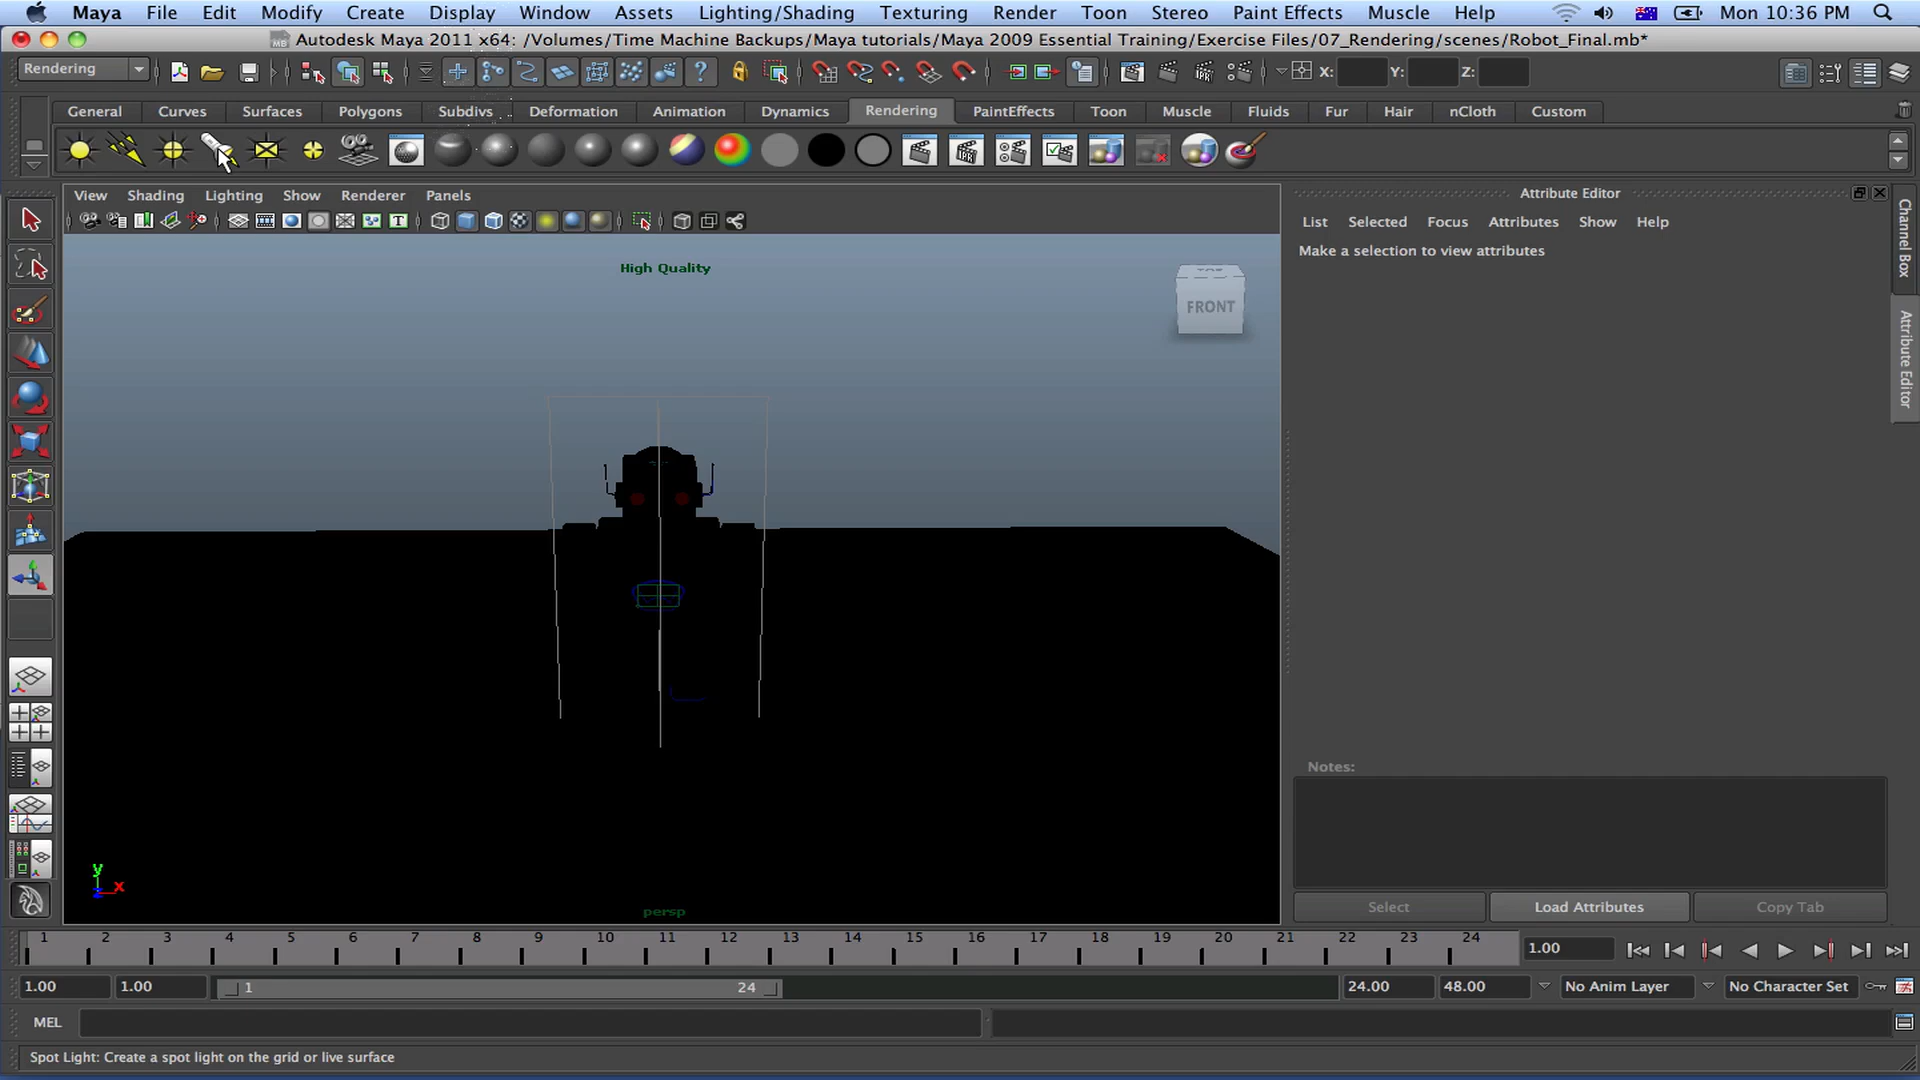 Maya File Edit Modify Create Display Window Assets Lighting/Shading Texturing Render Toon Stereo Paint Effects Muscle Help Mon 10:36 PM
Autodesk Maya 2011 x64: /Volumes/Time Machine Backups/Maya tutorials/Maya 2009 Essential Training/Exercise Files/07_Rendering/scenes/Robot_Final.mb*
Rendering X: Y: Z:
General Curves Surfaces Polygons Subdivs Deformation Animation Dynamics Rendering PaintEffects Toon Muscle Fluids Fur Hair nCloth Custom
View Shading Lighting Show Renderer Panels
Attribute Editor
List Selected Focus Attributes Show Help
Make a selection to view attributes
High Quality
FRONT
Channel Box
Attribute Editor
Notes:
y
x
persp
Select Load Attributes Copy Tab
1 2 3 4 5 6 7 8 9 10 11 12 13 14 15 16 17 18 19 20 21 22 23 24 1.00
1.00 1.00 1 24 24.00 48.00 No Anim Layer No Character Set
MEL
Spot Light: Create a spot light on the grid or live surface